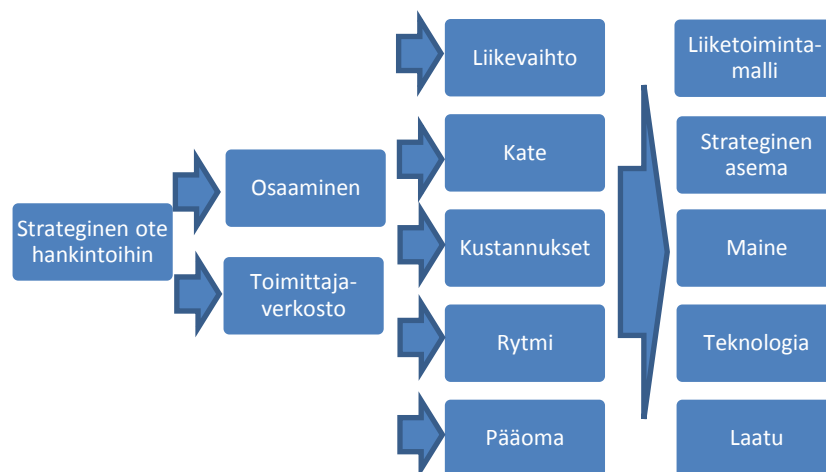 Strateginen ote
hankintoihin
Osaaminen
Toimittaja-
verkosto
Liikevaihto
Kate
Kustannukset
Rytmi
Pääoma
Liiketoiminta-
malli
Strateginen
asema
Maine
Teknologia
Laatu